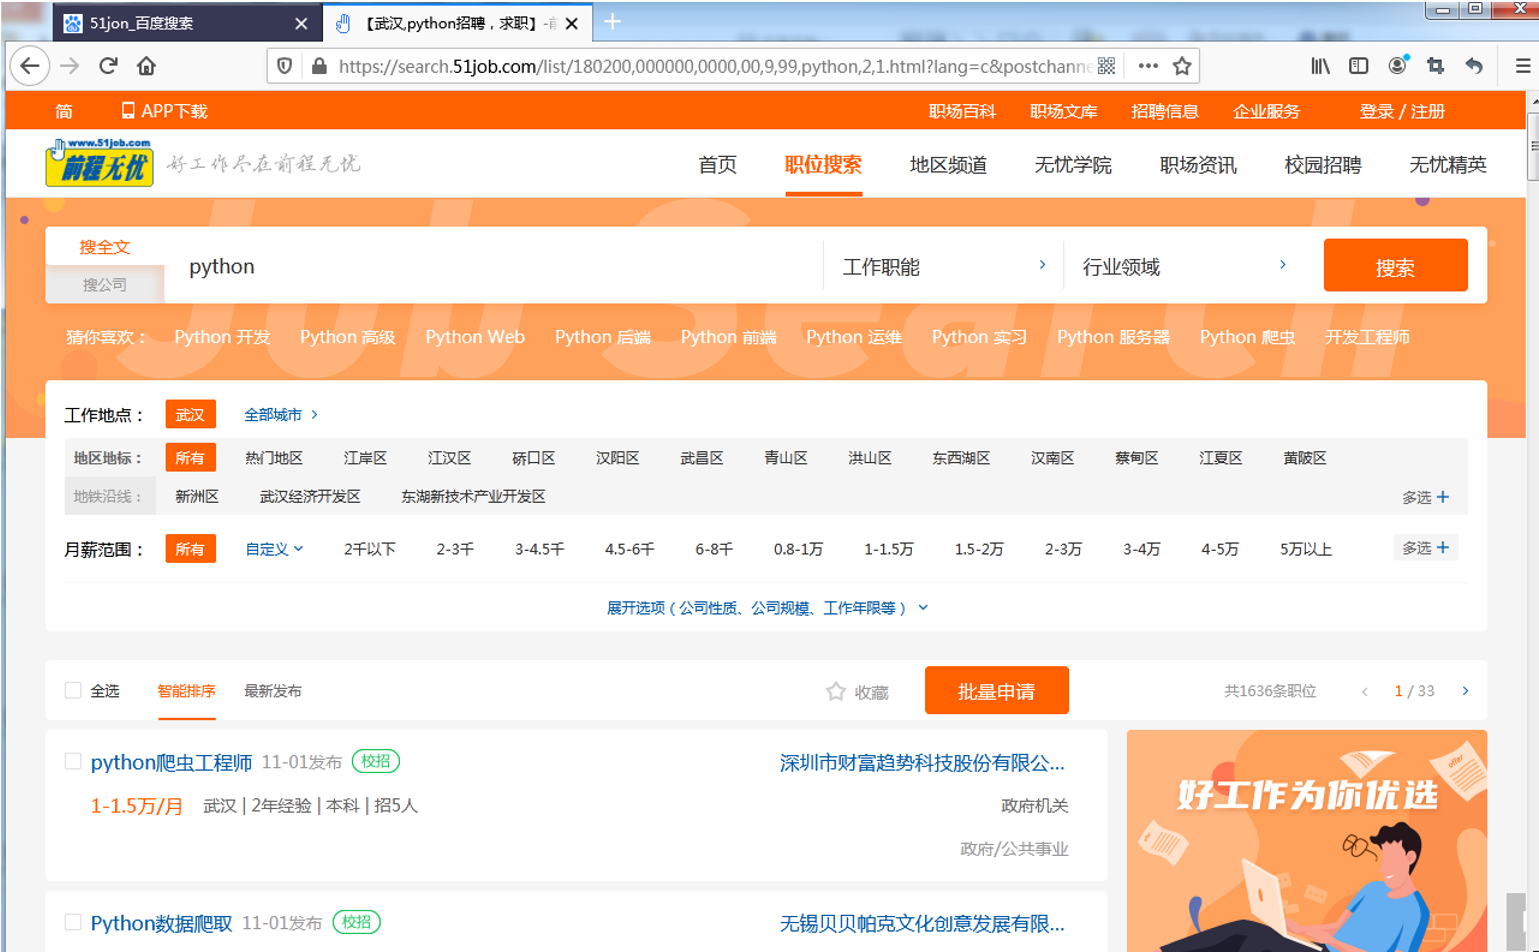 51jon_百度搜索
【武汉,python招聘，求职】-前
https://search.51job.com/list/180200,000000,0000,00,9,99,python,2,1.html?lang=c&postchanne
简 APP下载 职场百科 职场文库 招聘信息 企业服务 登录 / 注册
www.51job.com
前程无忧
好工作尽在前程无忧
首页 职位搜索 地区频道 无忧学院 职场资讯 校园招聘 无忧精英
Job Search
搜全文
搜公司
python 工作职能 行业领域 搜索
猜你喜欢： Python 开发 Python 高级 Python Web Python 后端 Python 前端 Python 运维 Python 实习 Python 服务器 Python 爬虫 开发工程师
工作地点： 武汉 全部城市
地区地标： 所有 热门地区 江岸区 江汉区 硚口区 汉阳区 武昌区 青山区 洪山区 东西湖区 汉南区 蔡甸区 江夏区 黄陂区
地铁沿线： 新洲区 武汉经济开发区 东湖新技术产业开发区 多选
月薪范围： 所有 自定义 2千以下 2-3千 3-4.5千 4.5-6千 6-8千 0.8-1万 1-1.5万 1.5-2万 2-3万 3-4万 4-5万 5万以上 多选
展开选项（公司性质、公司规模、工作年限等）
全选 智能排序 最新发布 收藏 批量申请 共1636条职位 1 / 33
python爬虫工程师 11-01发布 校招 深圳市财富趋势科技股份有限公...
1-1.5万/月 武汉 | 2年经验 | 本科 | 招5人 政府机关
政府/公共事业
Python数据爬取 11-01发布 校招 无锡贝贝帕克文化创意发展有限...
offer
好工作为你优选